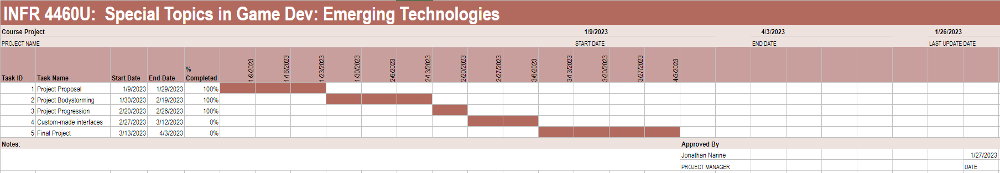 INFR 4460U:  Special Topics in Game Dev: Emerging Technologies
Course Project 1/9/2023 4/3/2023 1/26/2023
PROJECT NAME START DATE END DATE LAST UPDATE DATE
Task ID Task Name Start Date End Date % Completed 1/9/2023 1/16/2023 1/23/2023 1/30/2023 2/6/2023 2/13/2023 2/20/2023 2/27/2023 3/6/2023 3/13/2023 3/20/2023 3/27/2023 4/3/2023
1 Project Proposal 1/9/2023 1/29/2023 100%
2 Project Bodystorming 1/30/2023 2/19/2023 100%
3 Project Progression 2/20/2023 2/26/2023 100%
4 Custom-made interfaces 2/27/2023 3/12/2023 0%
5 Final Project 3/13/2023 4/3/2023 0%
Notes: Approved By
Jonathan Narine 1/27/2023
PROJECT MANAGER DATE